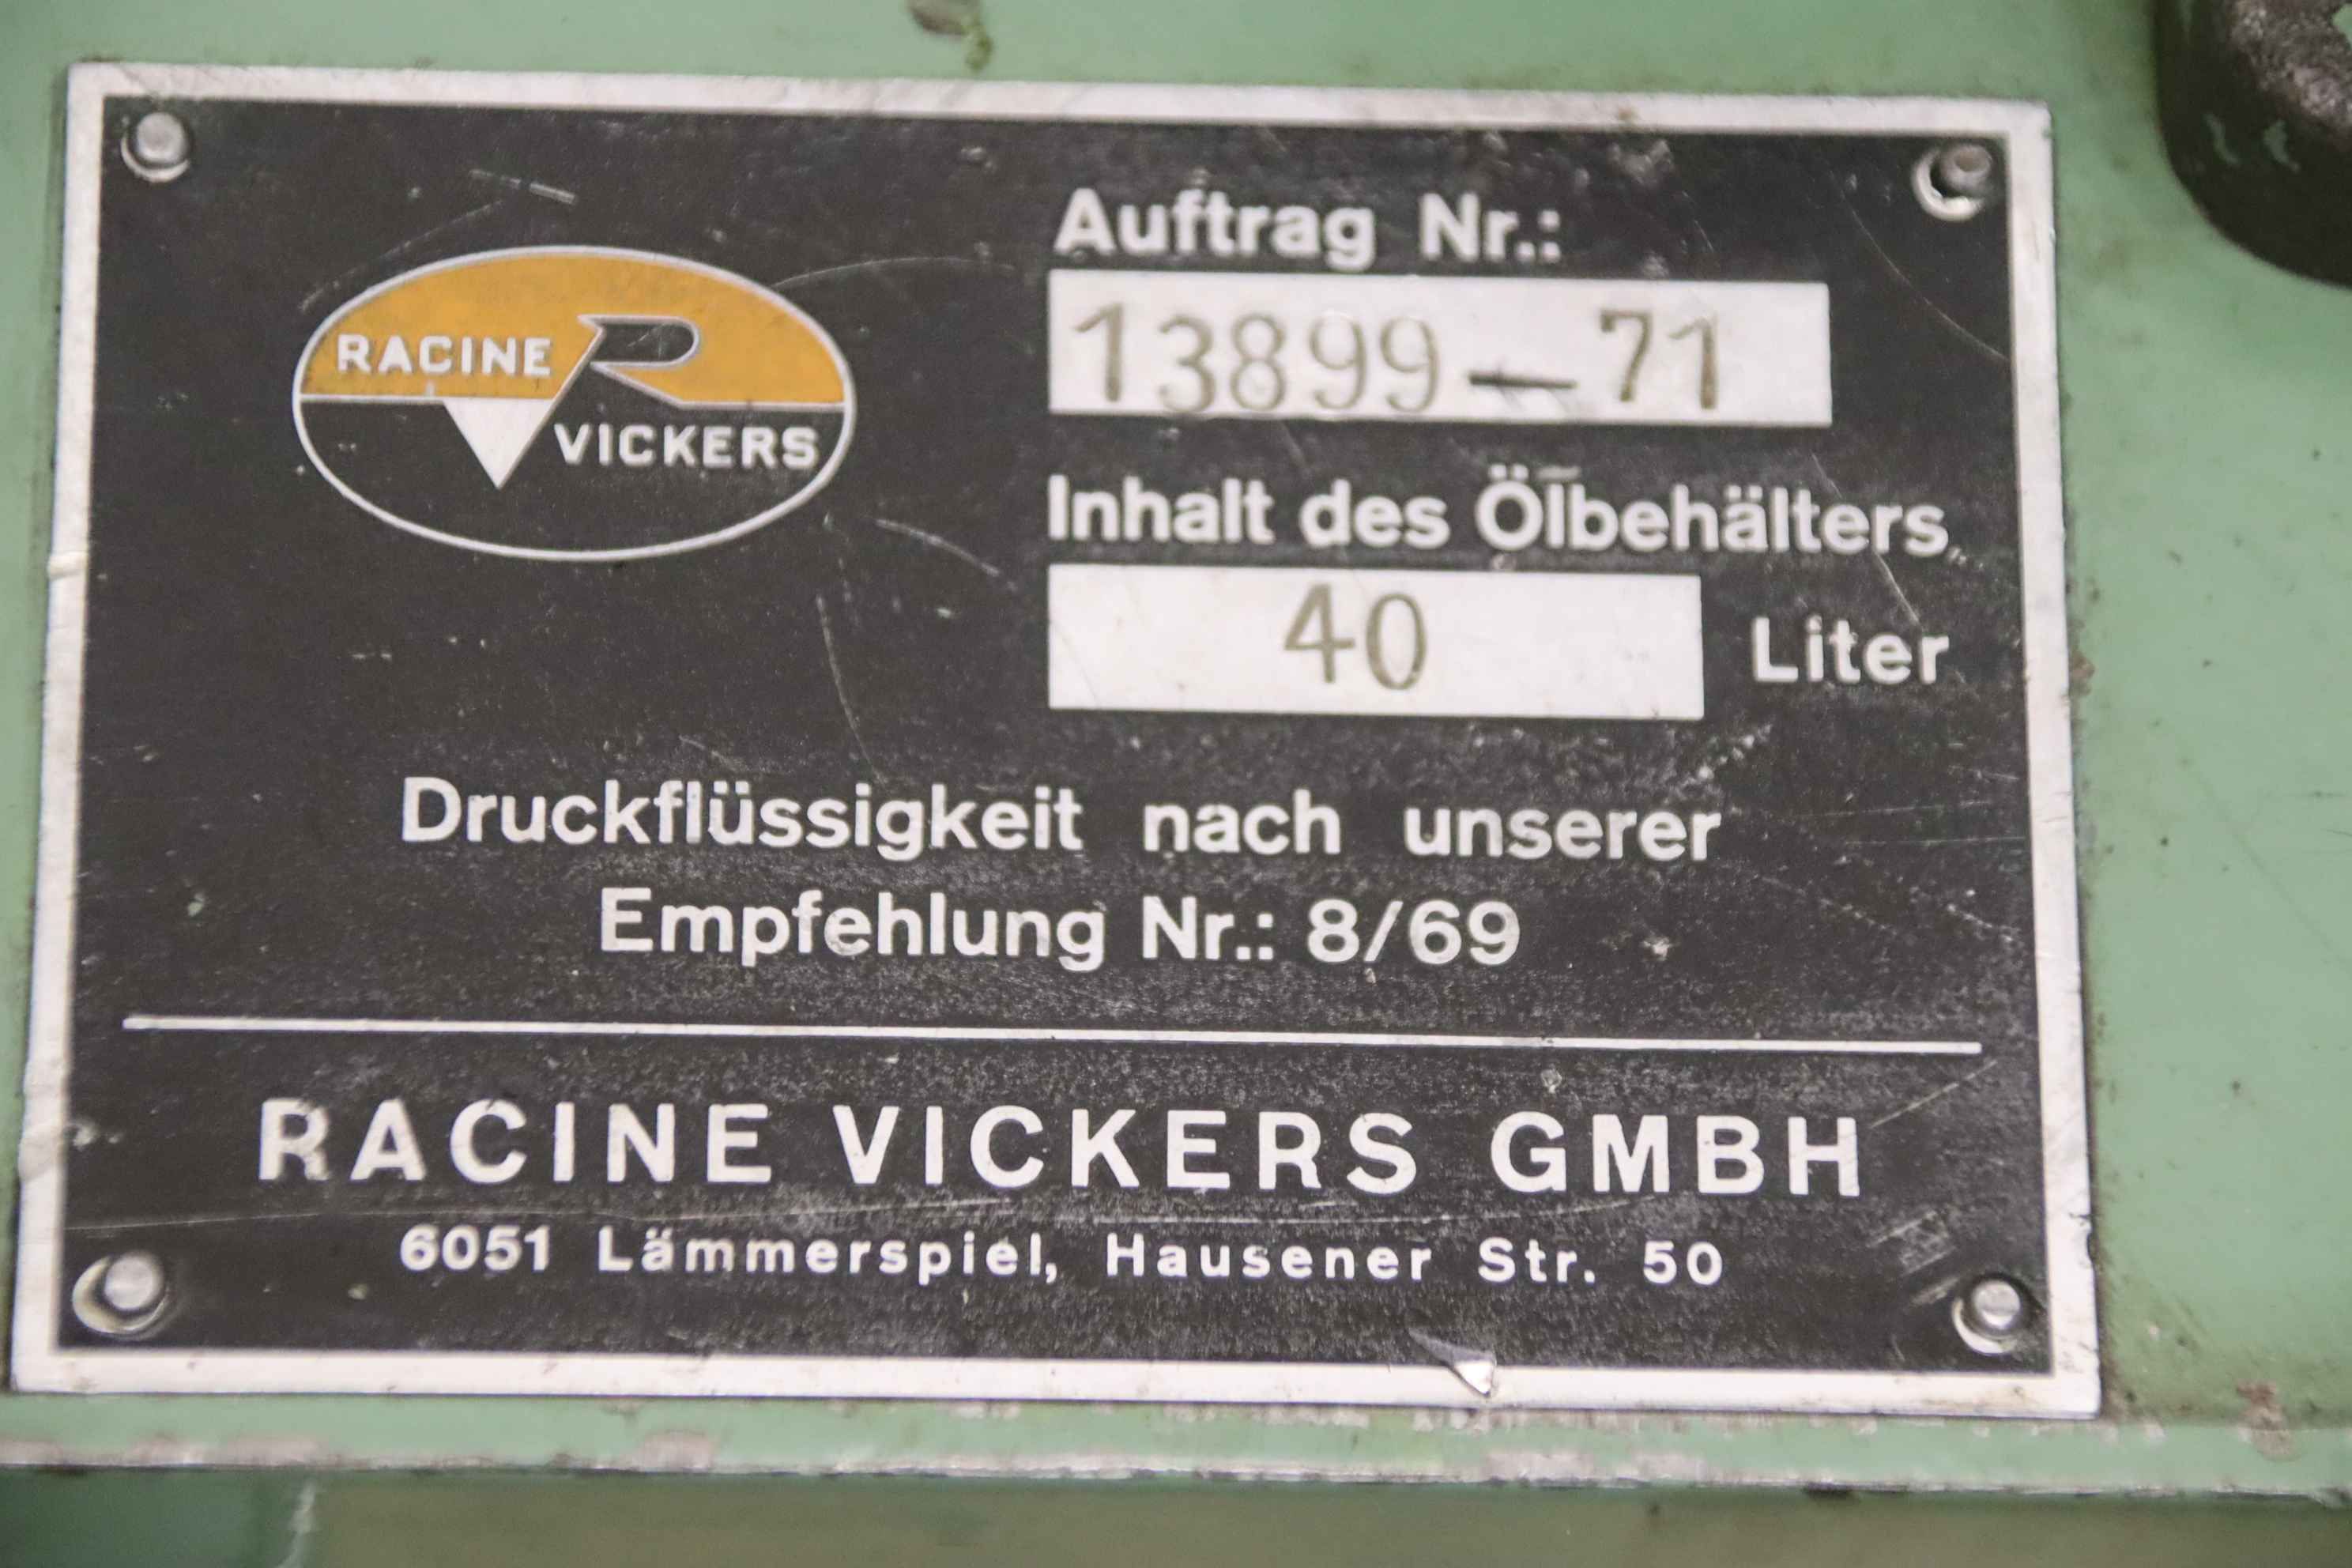 RACINE
VICKERS
Auftrag Nr.:
13899-71
Inhalt des Ölbehälters
40 Liter
Druckflüssigkeit nach unserer
Empfehlung Nr.: 8/69
RACINE VICKERS GMBH
6051 Lämmerspiel, Hausener Str. 50